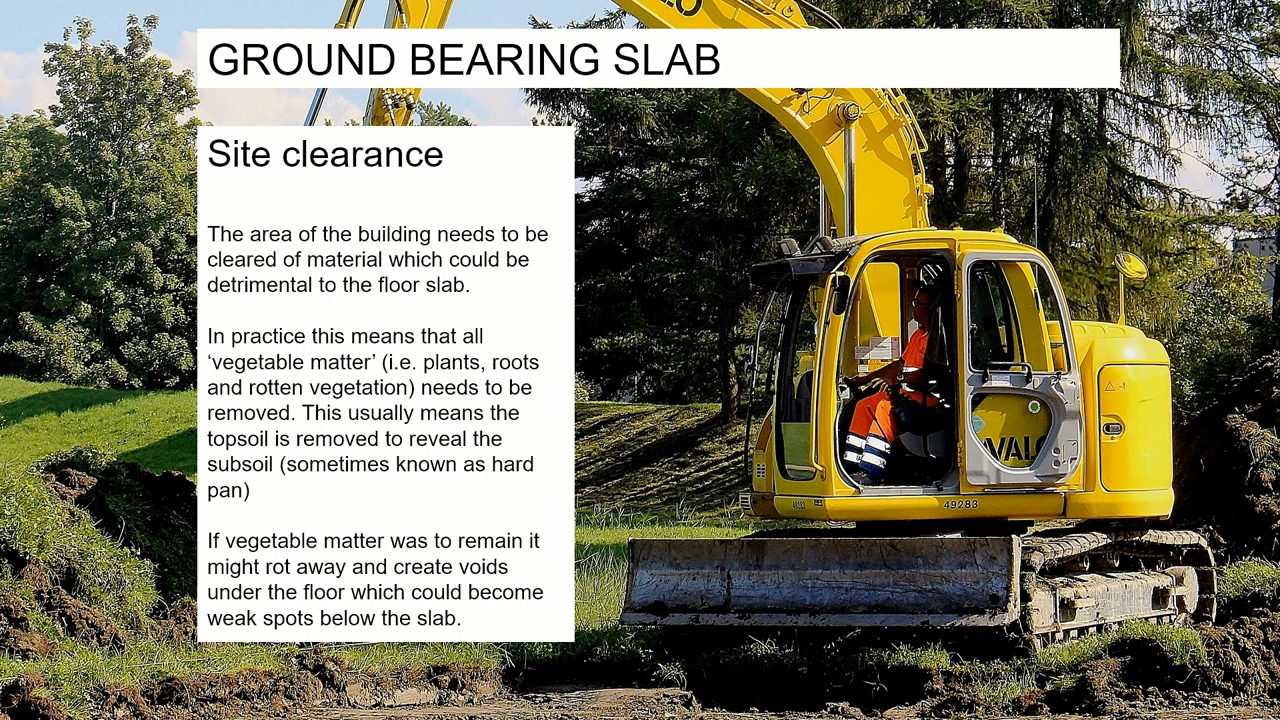 GROUND BEARING SLAB
Site clearance
The area of the building needs to be
cleared of material which could be
detrimental to the floor slab.
In practice this means that all
‘vegetable matter’ (i.e. plants, roots
and rotten vegetation) needs to be
removed. This usually means the
topsoil is removed to reveal the
subsoil (sometimes known as hard
pan)
If vegetable matter was to remain it
might rot away and create voids
under the floor which could become
weak spots below the slab.
49283